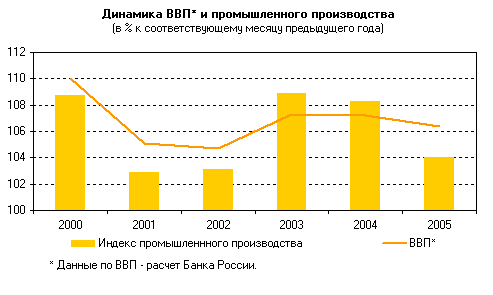 Динамика ВВП* и промышленного производства
(в % к соответствующему месяцу предыдущего года)
112
110
108
106
104
102
100
2000 2001 2002 2003 2004 2005
Индекс промышленнного производства ВВП*
* Данные по ВВП - расчет Банка России.